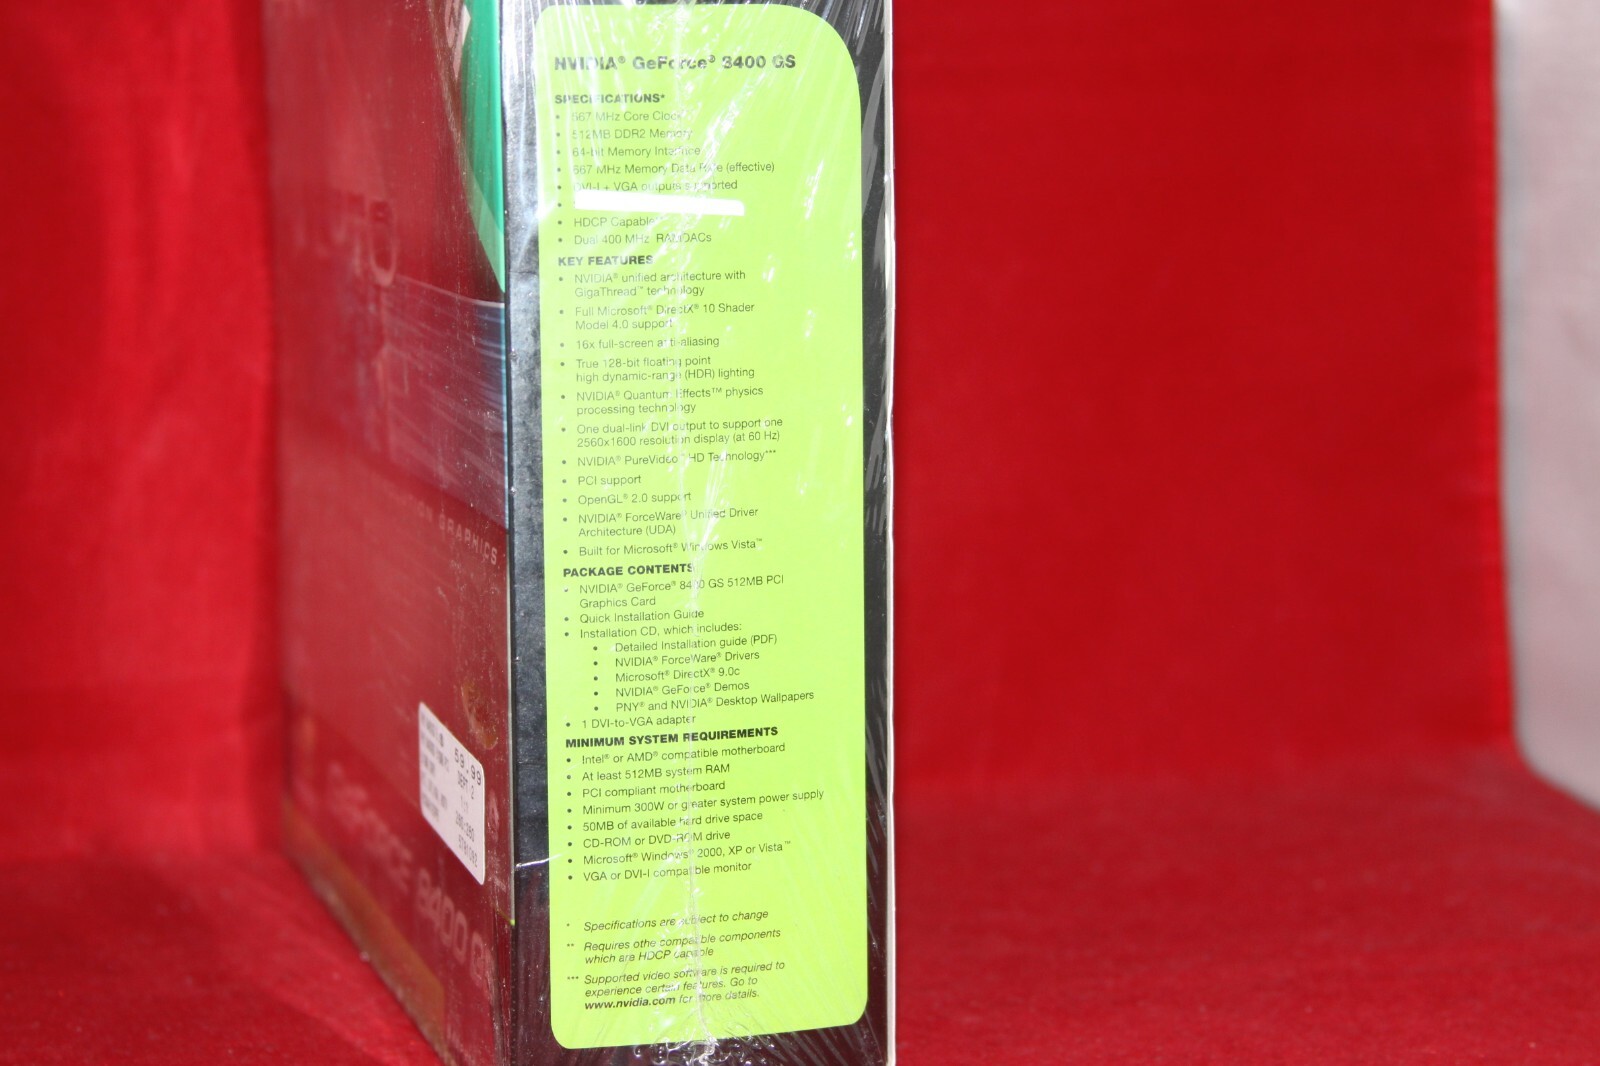 NVIDIA® GeForce® 8400 GS
SPECIFICATIONS*
• 567 MHz Core Clock
• 512MB DDR2 Memory
• 64-bit Memory Interface
• 667 MHz Memory Data Rate (effective)
• DVI-I + VGA outputs supported
• HDCP Capable**
• Dual 400 MHz RAMDACs
KEY FEATURES
• NVIDIA® unified architecture with
GigaThread™ technology
• Full Microsoft® DirectX® 10 Shader
Model 4.0 support
• 16x full-screen anti-aliasing
• True 128-bit floating point
high dynamic-range (HDR) lighting
• NVIDIA® Quantum Effects™ physics
processing technology
• One dual-link DVI output to support one
2560x1600 resolution display (at 60 Hz)
• NVIDIA® PureVideo™ HD Technology***
• PCI support
• OpenGL® 2.0 support
• NVIDIA® ForceWare® Unified Driver
Architecture (UDA)
• Built for Microsoft® Windows Vista™
PACKAGE CONTENTS
• NVIDIA® GeForce® 8400 GS 512MB PCI
Graphics Card
• Quick Installation Guide
• Installation CD, which includes:
• Detailed Installation guide (PDF)
• NVIDIA® ForceWare® Drivers
• Microsoft® DirectX® 9.0c
• NVIDIA® GeForce® Demos
• PNY® and NVIDIA® Desktop Wallpapers
• 1 DVI-to-VGA adapter
MINIMUM SYSTEM REQUIREMENTS
• Intel® or AMD® compatible motherboard
• At least 512MB system RAM
• PCI compliant motherboard
• Minimum 300W or greater system power supply
• 50MB of available hard drive space
• CD-ROM or DVD-ROM drive
• Microsoft® Windows® 2000, XP or Vista™
• VGA or DVI-I compatible monitor
* Specifications are subject to change
** Requires othe compatible components
which are HDCP capable
*** Supported video software is required to
experience certain features. Go to
www.nvidia.com for more details.
GRAPHICS
59.99
DEPT 2
GeForce 8400 GS